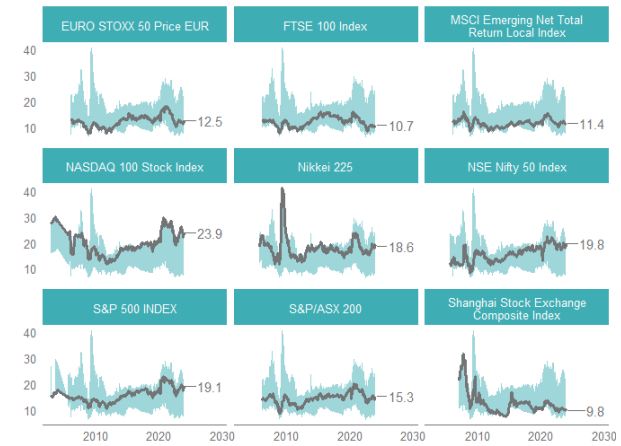 EURO STOXX 50 Price EUR
FTSE 100 Index
MSCI Emerging Net Total
Return Local Index
40
30
20
10
12.5
10.7
11.4
NASDAQ 100 Stock Index
Nikkei 225
NSE Nifty 50 Index
40
30
20
10
23.9
18.6
19.8
S&P 500 INDEX
S&P/ASX 200
Shanghai Stock Exchange
Composite Index
40
30
20
10
19.1
15.3
9.8
2010
2020
2030
2010
2020
2030
2010
2020
2030